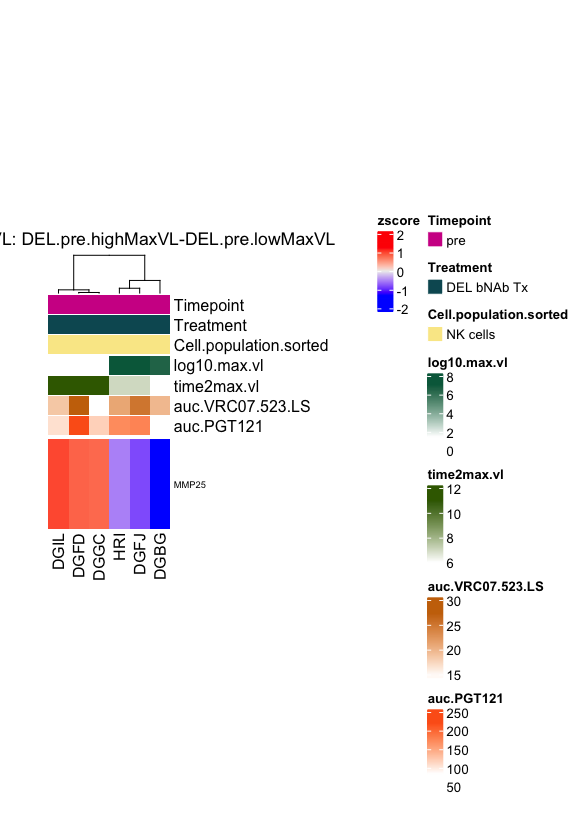 /L: DEL.pre.highMaxVL-DEL.pre.lowMaxVL
Timepoint
Treatment
Cell.population.sorted
log10.max.vl
time2max.vl
auc.VRC07.523.LS
auc.PGT121
MMP25
DGIL
DGFD
DGGC
HRI
DGFJ
DGBG
zscore
2
1
0
-1
-2
Timepoint
pre
Treatment
DEL bNAb Tx
Cell.population.sorted
NK cells
log10.max.vl
8
6
4
2
0
time2max.vl
12
10
8
6
auc.VRC07.523.LS
30
25
20
15
auc.PGT121
250
200
150
100
50